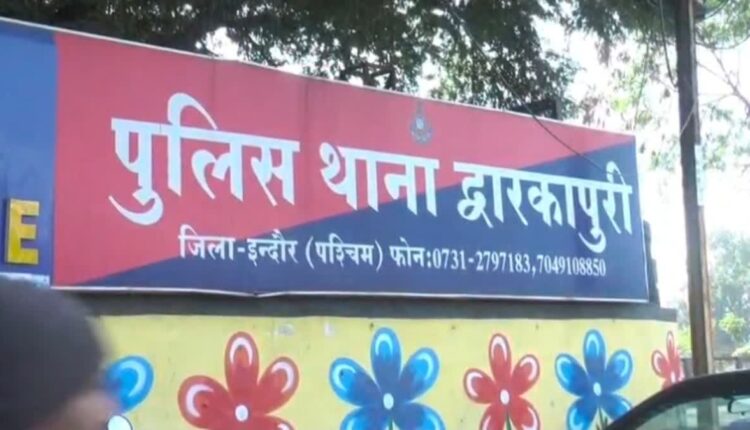 पुलिस थाना द्वारकापुरी
जिला-इन्दौर (पश्चिम) फोन:0731-2797183,7049108850
E